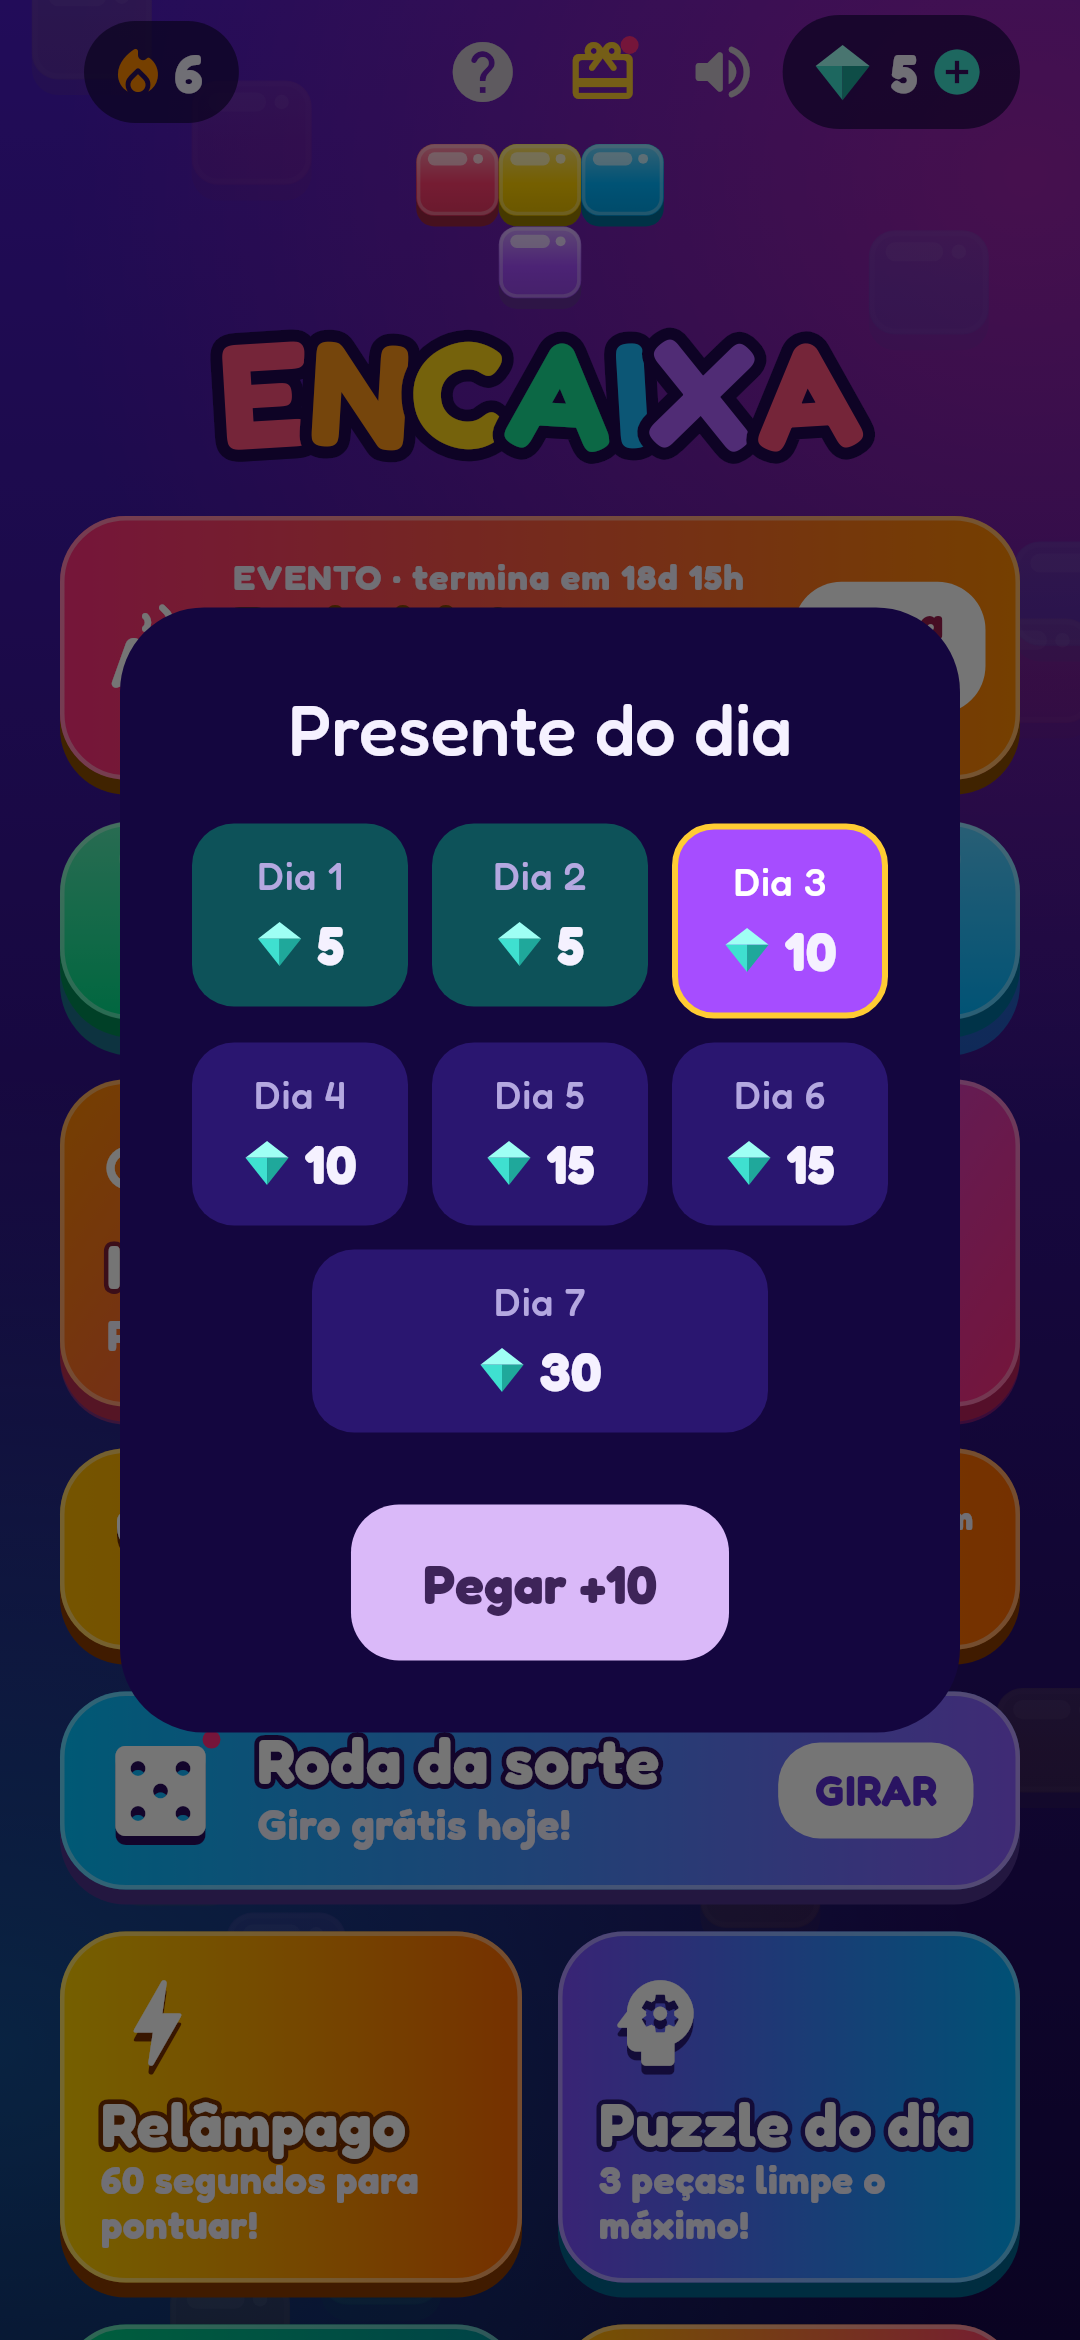 6
5
ENCAIXA
EVENTO · termina em 18d 15h
Presente do dia
Dia 1
5
Dia 2
5
Dia 3
10
Dia 4
10
Dia 5
15
Dia 6
15
Dia 7
30
Pegar +10
Roda da sorte
Giro grátis hoje!
GIRAR
Relâmpago
60 segundos para
pontuar!
Puzzle do dia
3 peças: limpe o
máximo!